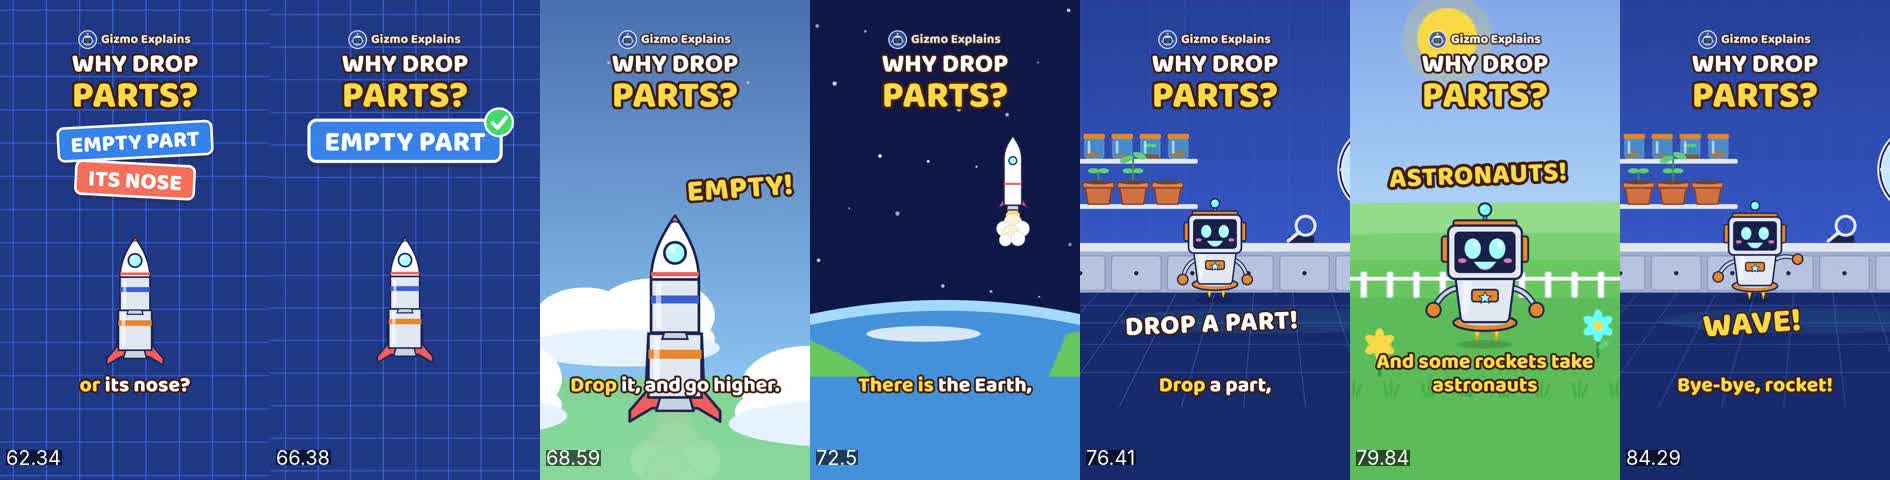 Gizmo Explains
WHY DROP
PARTS?
EMPTY PART
ITS NOSE
or its nose?
62.34
Gizmo Explains
WHY DROP
PARTS?
EMPTY PART
66.38
Gizmo Explains
WHY DROP
PARTS?
EMPTY!
Drop it, and go higher.
68.59
Gizmo Explains
WHY DROP
PARTS?
There is the Earth,
72.5
Gizmo Explains
WHY DROP
PARTS?
DROP A PART!
Drop a part,
76.41
Gizmo Explains
WHY DROP
PARTS?
ASTRONAUTS!
And some rockets take
astronauts
79.84
Gizmo Explains
WHY DROP
PARTS?
WAVE!
Bye-bye, rocket!
84.29